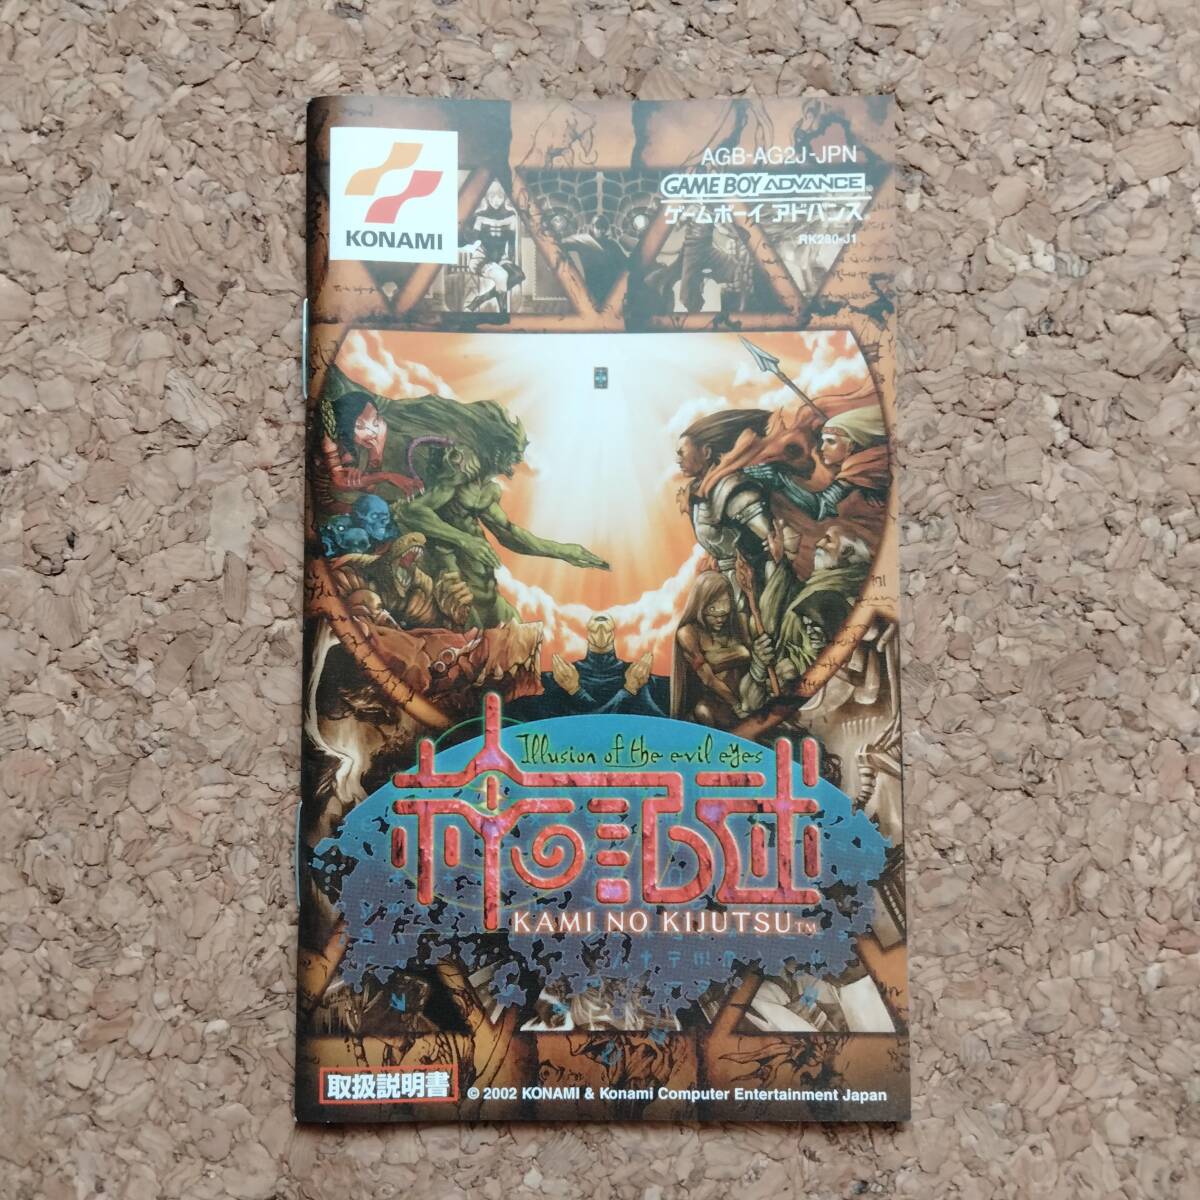 KONAMI
AGB-AG2J-JPN
GAME BOY ADVANCE
ゲームボーイ アドバンス
RK280-J1
Illusion of the evil eyes
神の記述
KAMI NO KIJUTSU™
取扱説明書
© 2002 KONAMI & Konami Computer Entertainment Japan